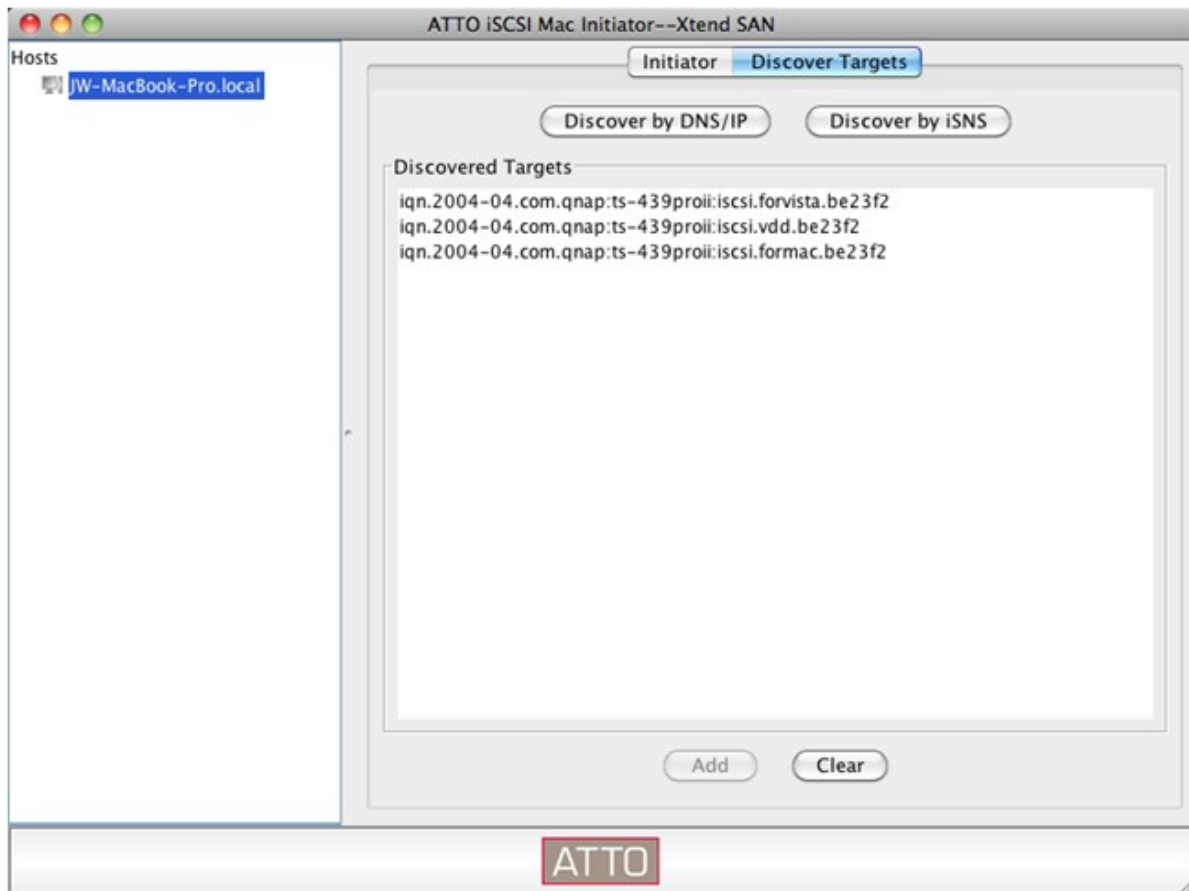 ATTO iSCSI Mac Initiator--Xtend SAN
Hosts
JW-MacBook-Pro.local
Initiator Discover Targets
Discover by DNS/IP Discover by iSNS
Discovered Targets
iqn.2004-04.com.qnap:ts-439proii:iscsi.forvista.be23f2
iqn.2004-04.com.qnap:ts-439proii:iscsi.vdd.be23f2
iqn.2004-04.com.qnap:ts-439proii:iscsi.formac.be23f2
Add Clear
ATTO